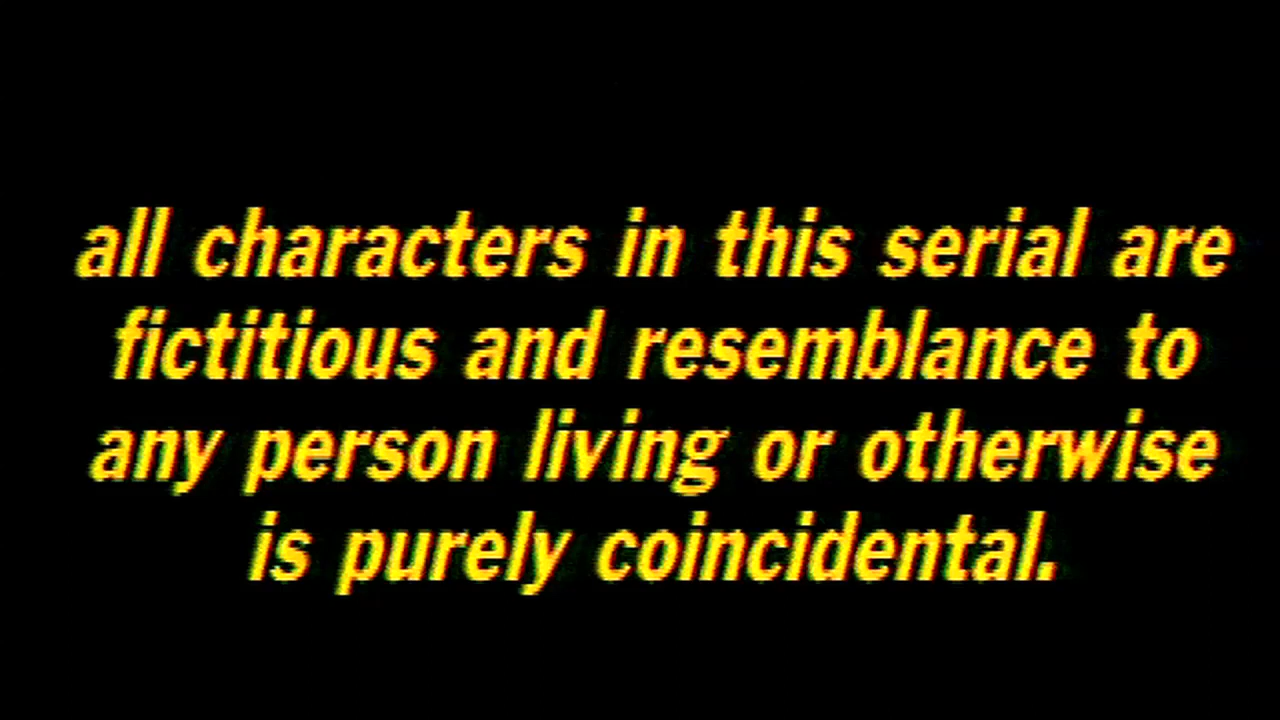 all characters in this serial are
fictitious and resemblance to
any person living or otherwise
is purely coincidental.